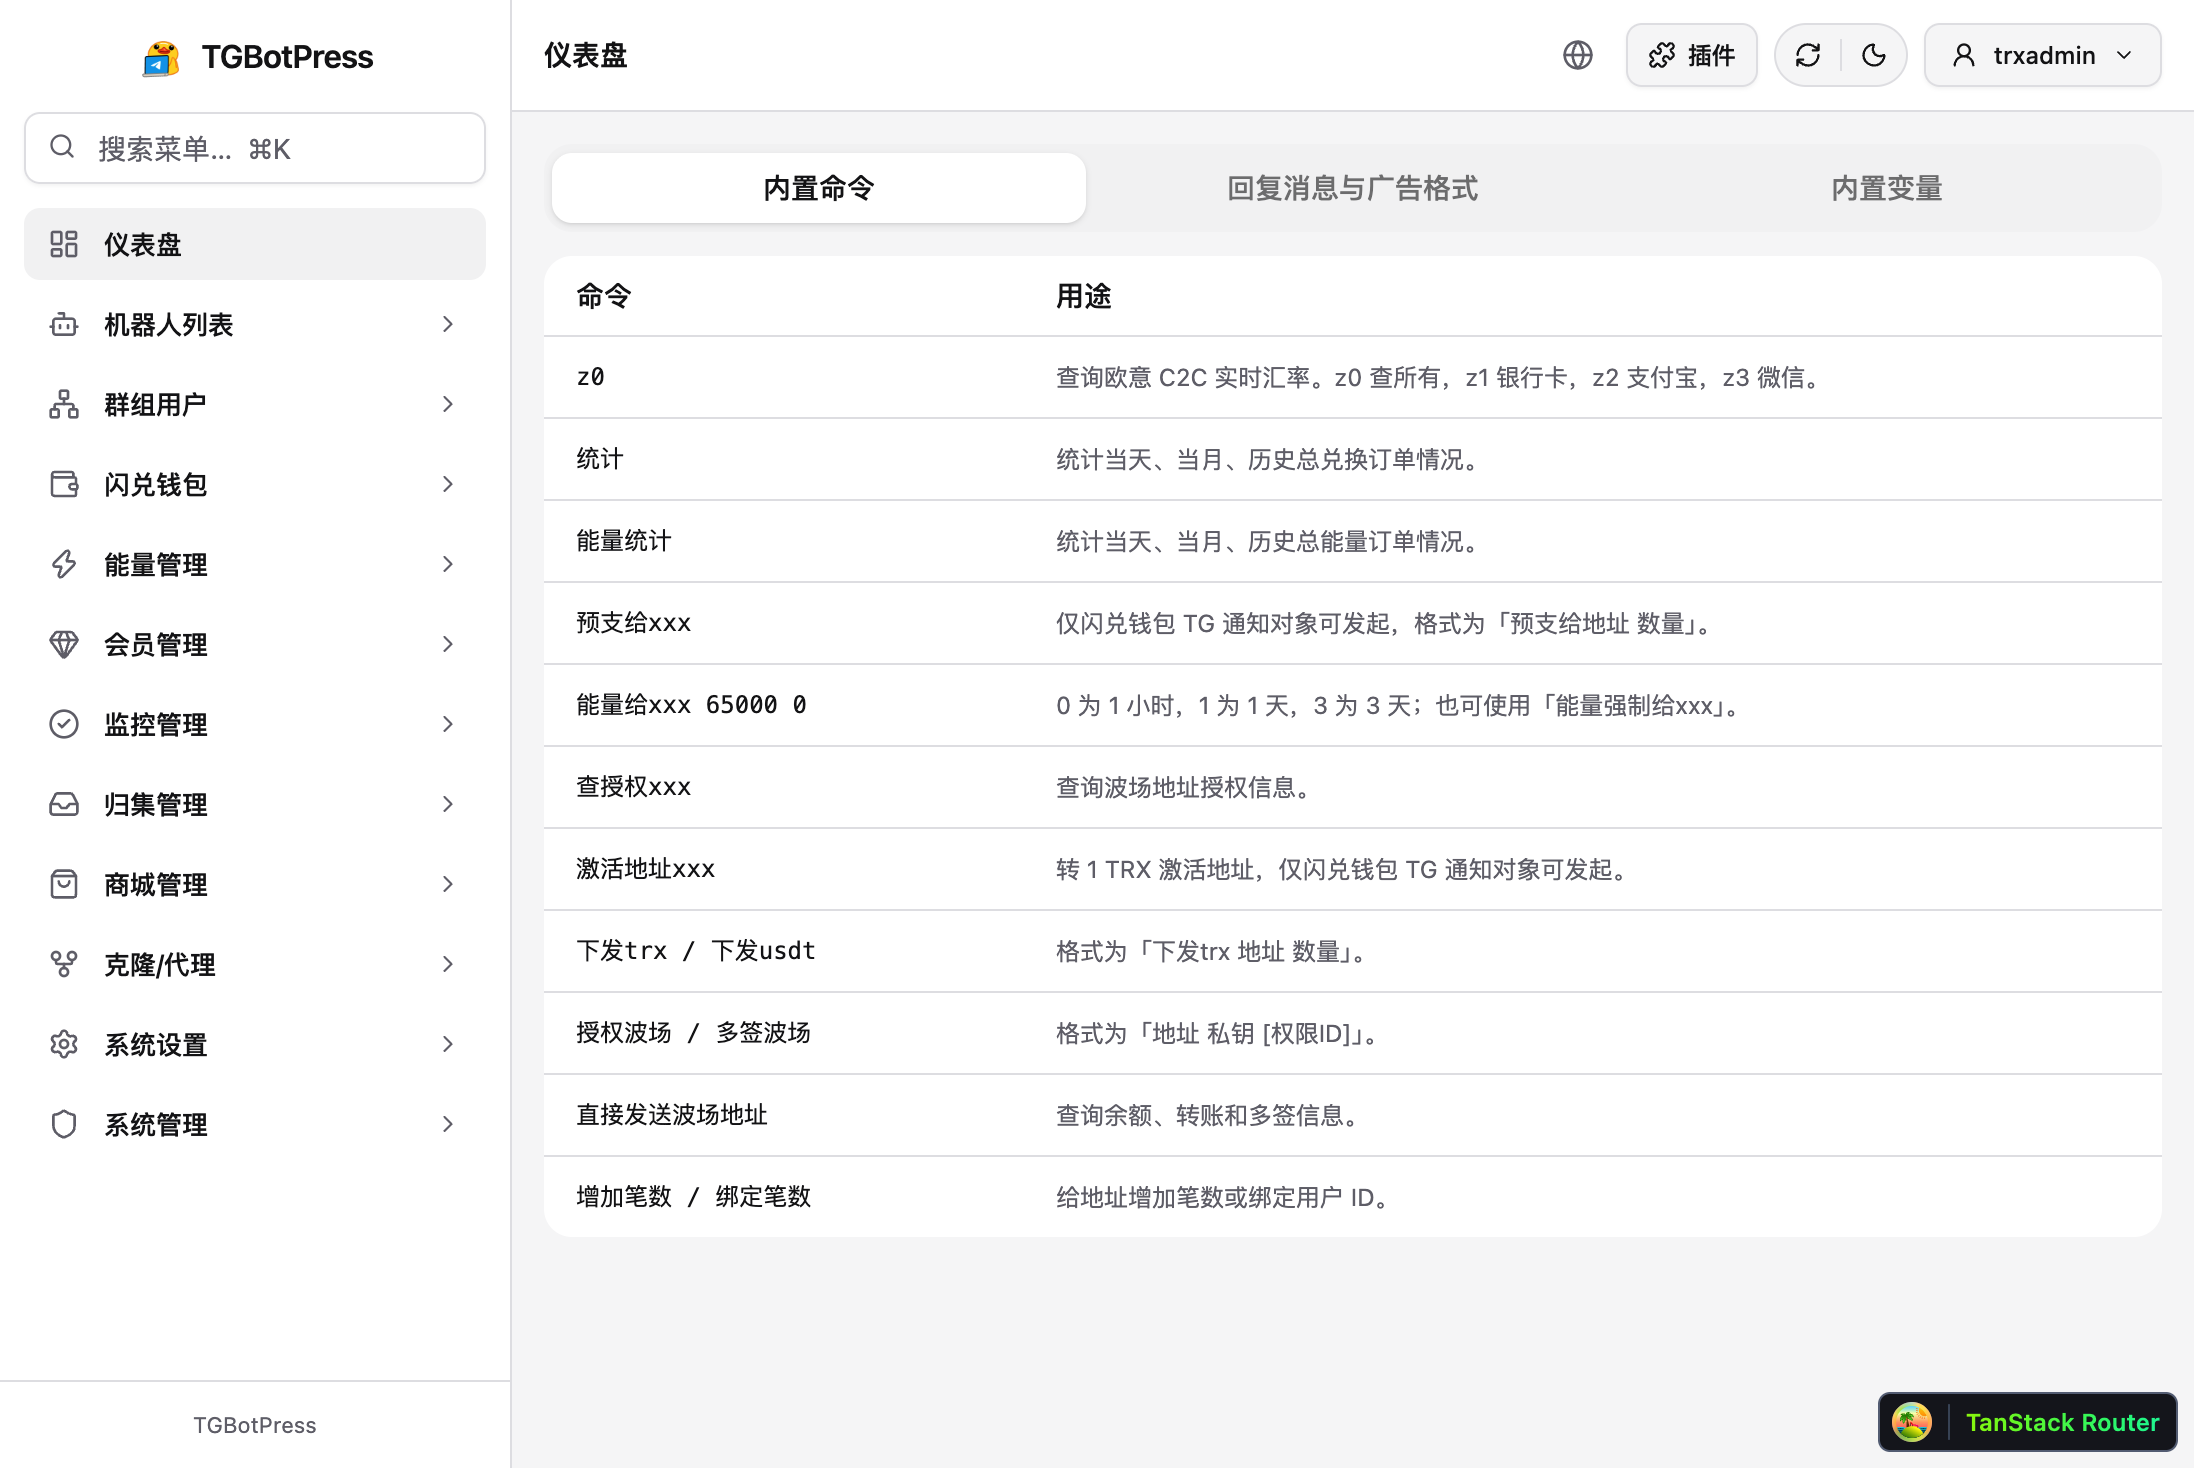 TGBotPress
搜索菜单... ⌘K
仪表盘
机器人列表
群组用户
闪兑钱包
能量管理
会员管理
监控管理
归集管理
商城管理
克隆/代理
系统设置
系统管理
TGBotPress
仪表盘
插件
trxadmin
内置命令 回复消息与广告格式 内置变量
命令 用途
z0 查询欧意 C2C 实时汇率。z0 查所有，z1 银行卡，z2 支付宝，z3 微信。
统计 统计当天、当月、历史总兑换订单情况。
能量统计 统计当天、当月、历史总能量订单情况。
预支给xxx 仅闪兑钱包 TG 通知对象可发起，格式为「预支给地址 数量」。
能量给xxx 65000 0 0 为 1 小时，1 为 1 天，3 为 3 天；也可使用「能量强制给xxx」。
查授权xxx 查询波场地址授权信息。
激活地址xxx 转 1 TRX 激活地址，仅闪兑钱包 TG 通知对象可发起。
下发trx / 下发usdt 格式为「下发trx 地址 数量」。
授权波场 / 多签波场 格式为「地址 私钥 [权限ID]」。
直接发送波场地址 查询余额、转账和多签信息。
增加笔数 / 绑定笔数 给地址增加笔数或绑定用户 ID。
TanStack Router